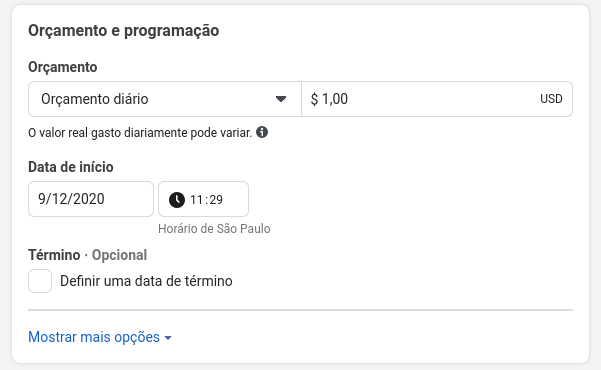 Orçamento e programação
Orçamento
Orçamento diário
$ 1,00 USD
O valor real gasto diariamente pode variar.
Data de início
9/12/2020
11:29
Horário de São Paulo
Término · Opcional
Definir uma data de término
Mostrar mais opções